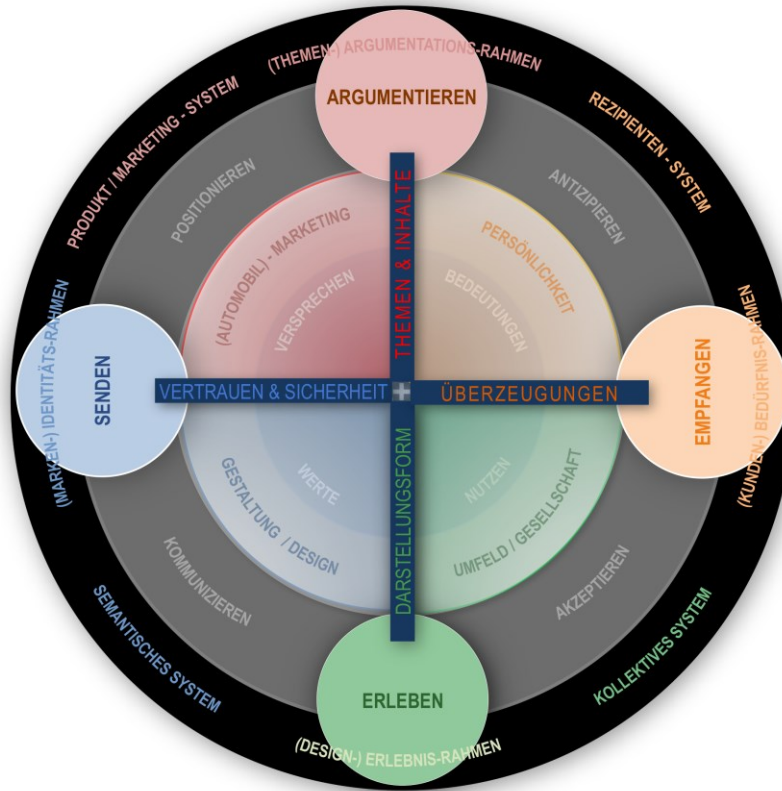 (THEMEN-) ARGUMENTATIONS-RAHMEN
ARGUMENTIEREN
PRODUKT / MARKETING - SYSTEM
REZIPIENTEN - SYSTEM
POSITIONIEREN
ANTIZIPIEREN
(AUTOMOBIL) - MARKETING
PERSÖNLICHKEIT
VERSPRECHEN
THEMEN & INHALTE
BEDEUTUNGEN
(MARKEN-) IDENTITÄTS-RAHMEN
SENDEN
VERTRAUEN & SICHERHEIT
ÜBERZEUGUNGEN
EMPFANGEN
(KUNDEN-) BEDÜRFNIS-RAHMEN
WERTE
DARSTELLUNGSFORM
NUTZEN
GESTALTUNG / DESIGN
UMFELD / GESELLSCHAFT
KOMMUNIZIEREN
AKZEPTIEREN
SEMANTISCHES SYSTEM
KOLLEKTIVES SYSTEM
ERLEBEN
(DESIGN-) ERLEBNIS-RAHMEN